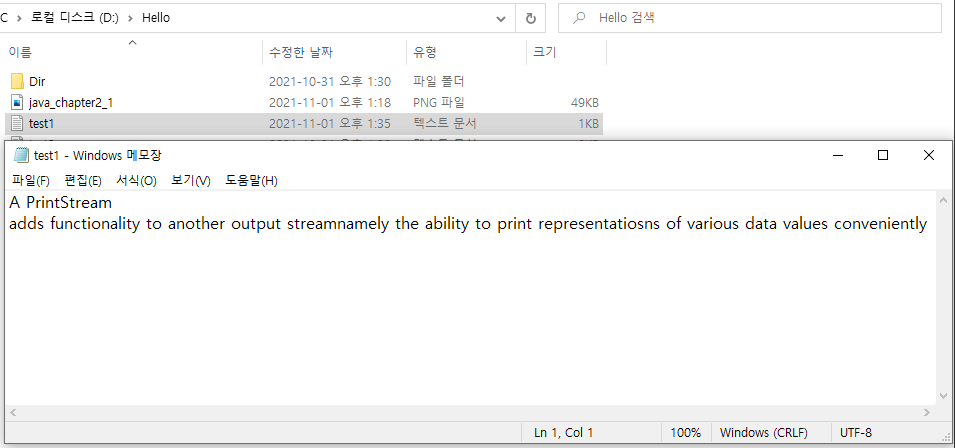 C > 로컬 디스크 (D:) > Hello
Hello 검색
이름 수정한 날짜 유형 크기
Dir 2021-10-31 오후 1:30 파일 폴더
java_chapter2_1 2021-11-01 오후 1:18 PNG 파일 49KB
test1 2021-11-01 오후 1:35 텍스트 문서 1KB
test1 - Windows 메모장
파일(F) 편집(E) 서식(O) 보기(V) 도움말(H)
A PrintStream
adds functionality to another output streamnamely the ability to print representatiosns of various data values conveniently
Ln 1, Col 1 100% Windows (CRLF) UTF-8